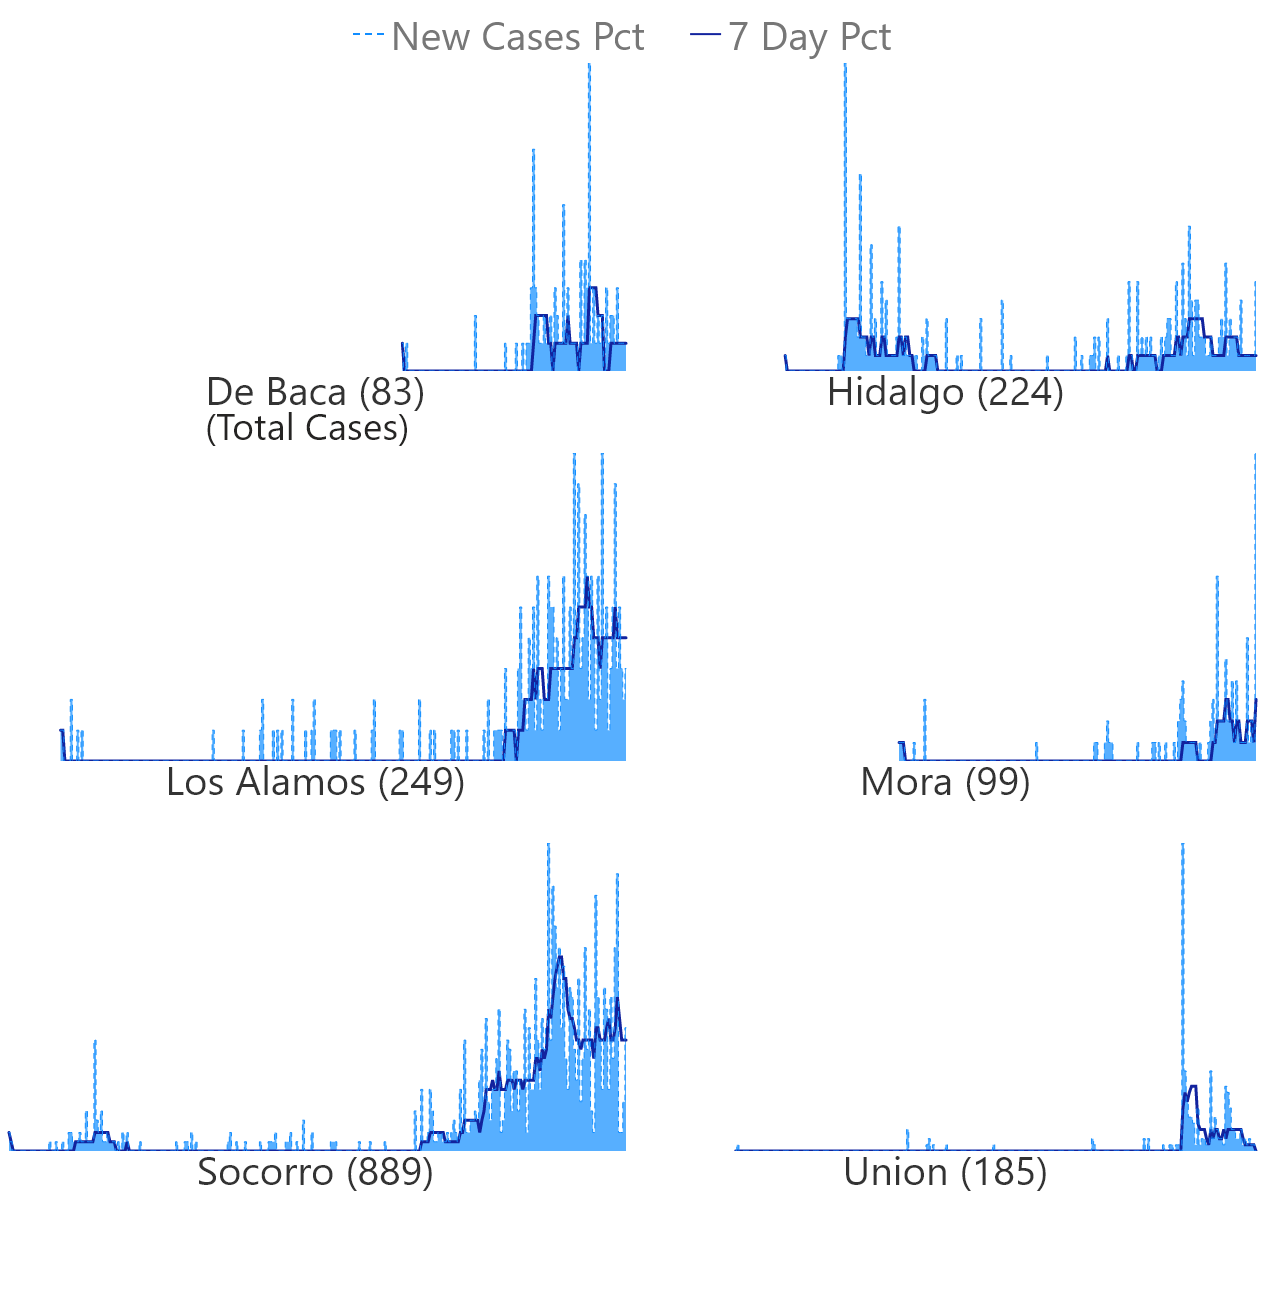 New Cases Pct 7 Day Pct
De Baca (83) Hidalgo (224)
(Total Cases)
Los Alamos (249) Mora (99)
Socorro (889) Union (185)